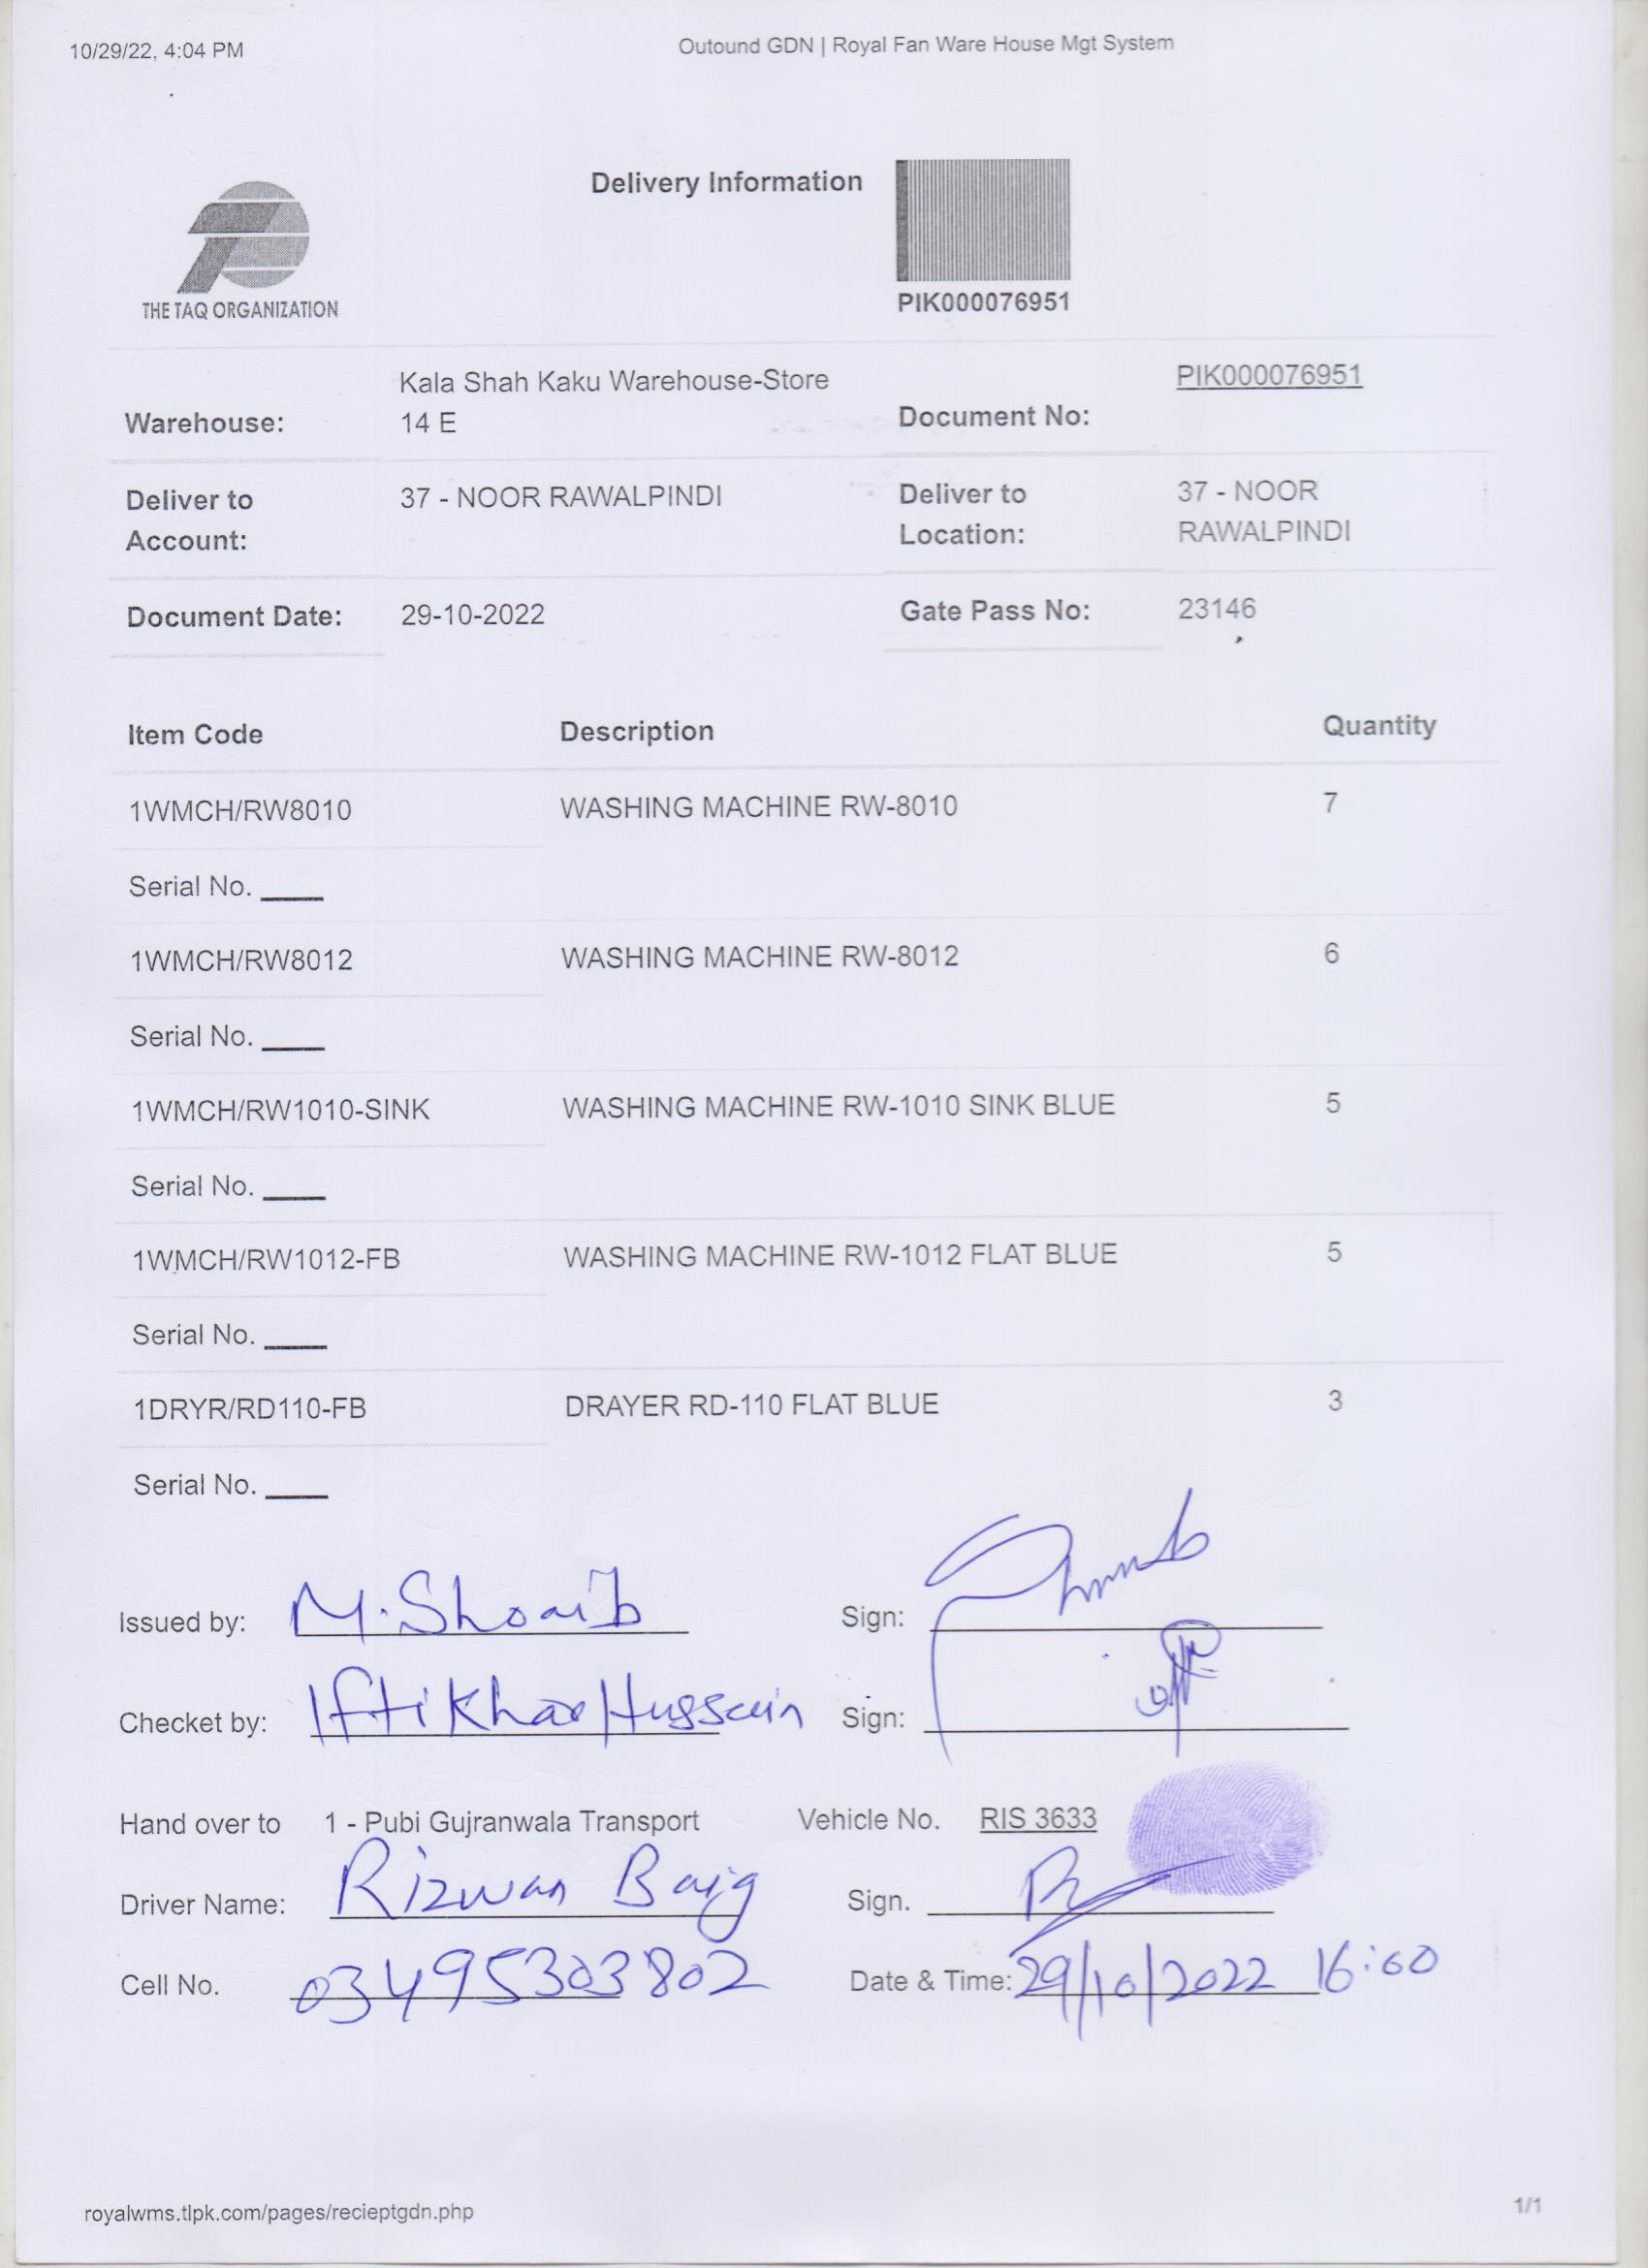 10/29/22, 4:04 PM
Outound GDN | Royal Fan Ware House Mgt System
Delivery Information
THE TAQ ORGANIZATION
PIK000076951
Kala Shah Kaku Warehouse-Store
PIK000076951
Warehouse:
14 E
Document No:
Deliver to
37 - NOOR RAWALPINDI
Deliver to
37 - NOOR
Account:
Location:
RAWALPINDI
Document Date: 29-10-2022
Gate Pass No: 23146
Item Code Description Quantity
1WMCH/RW8010 WASHING MACHINE RW-8010 7
Serial No. ____
1WMCH/RW8012 WASHING MACHINE RW-8012 6
Serial No. ____
1WMCH/RW1010-SINK WASHING MACHINE RW-1010 SINK BLUE 5
Serial No. ____
1WMCH/RW1012-FB WASHING MACHINE RW-1012 FLAT BLUE 5
Serial No. ____
1DRYR/RD110-FB DRAYER RD-110 FLAT BLUE 3
Serial No. ____
Issued by: M.Shoaib Sign:
Checket by: Iftikhar Hussain Sign:
Hand over to 1 - Pubi Gujranwala Transport Vehicle No. RIS 3633
Driver Name: Rizwan Baig Sign.
Cell No. 03495303802 Date & Time: 29/10/2022 16:00
royalwms.tlpk.com/pages/recieptgdn.php
1/1